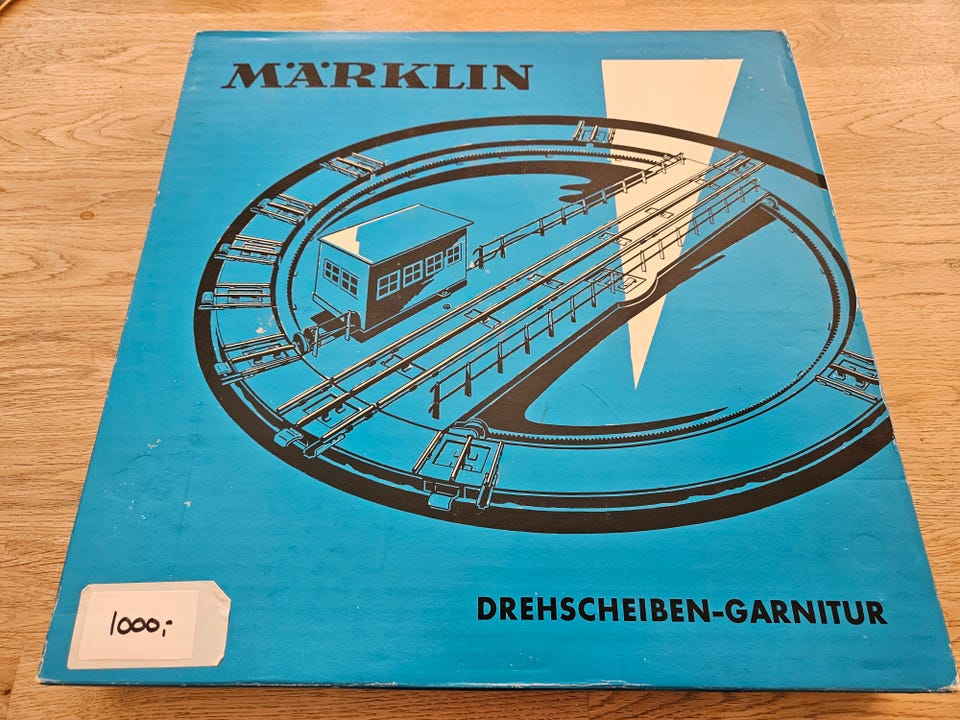 MÄRKLIN
DREHSCHEIBEN-GARNITUR
1000,-